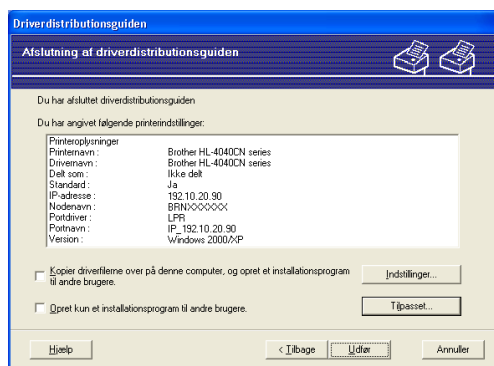 Driverdistributionsguiden
Afslutning af driverdistributionsguiden
Du har afsluttet driverdistributionsguiden
Du har angivet følgende printerindstillinger:
Printeroplysninger
Printernavn : Brother HL-4040CN series
Drivernavn : Brother HL-4040CN series
Delt som : Ikke delt
Standard : Ja
IP-adresse : 192.10.20.90
Nodenavn : BRNXXXXXX
Portdriver : LPR
Portnavn : IP_192.10.20.90
Version : Windows 2000/XP
Kopier driverfilerne over på denne computer, og opret et installationsprogram
til andre brugere.
Indstillinger...
Opret kun et installationsprogram til andre brugere.
Tilpasset...
Hjælp
< Tilbage
Udfør
Annuller